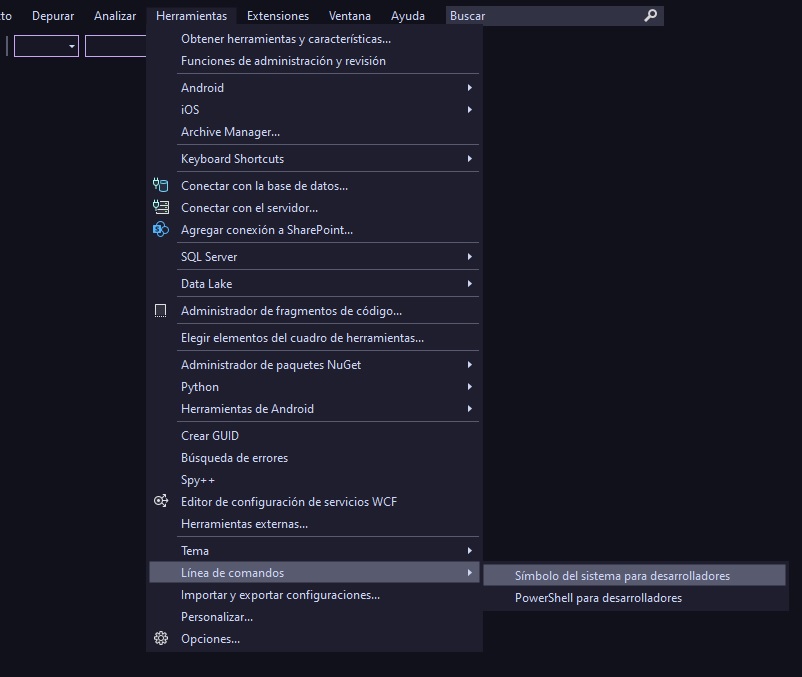 to Depurar Analizar Herramientas Extensiones Ventana Ayuda Buscar
Obtener herramientas y características...
Funciones de administración y revisión
Android
iOS
Archive Manager...
Keyboard Shortcuts
Conectar con la base de datos...
Conectar con el servidor...
Agregar conexión a SharePoint...
SQL Server
Data Lake
Administrador de fragmentos de código...
Elegir elementos del cuadro de herramientas...
Administrador de paquetes NuGet
Python
Herramientas de Android
Crear GUID
Búsqueda de errores
Spy++
Editor de configuración de servicios WCF
Herramientas externas...
Tema
Línea de comandos
Símbolo del sistema para desarrolladores
PowerShell para desarrolladores
Importar y exportar configuraciones...
Personalizar...
Opciones...